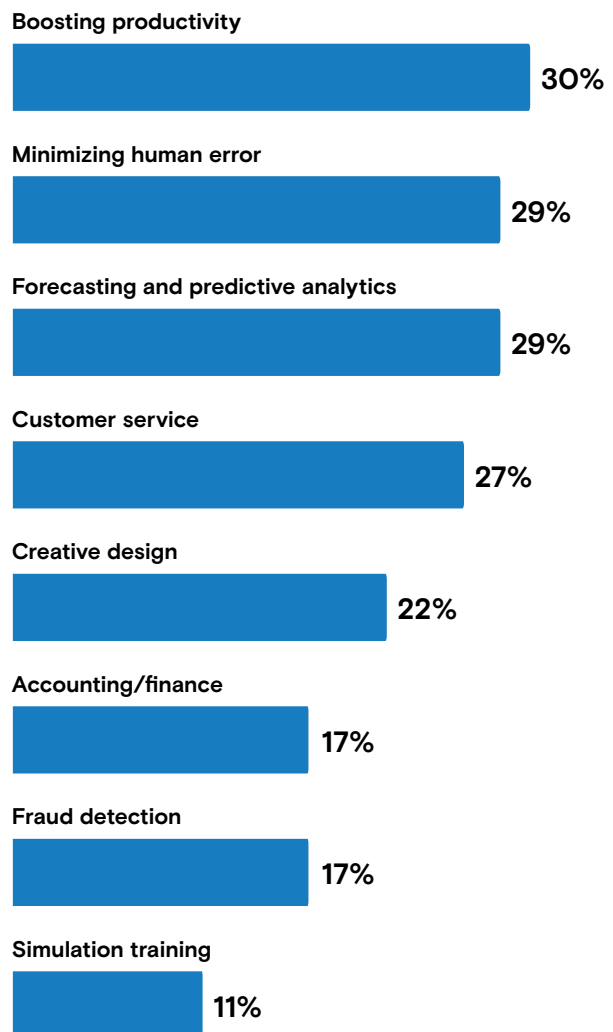 Boosting productivity
30%
Minimizing human error
29%
Forecasting and predictive analytics
29%
Customer service
27%
Creative design
22%
Accounting/finance
17%
Fraud detection
17%
Simulation training
11%